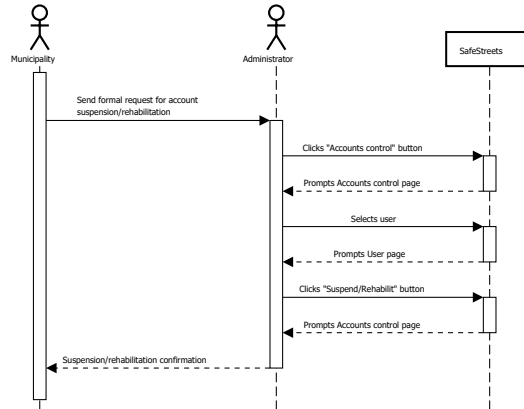 Municipality
Administrator
SafeStreets
Send formal request for account
suspension/rehabilitation
Clicks "Accounts control" button
Prompts Accounts control page
Selects user
Prompts User page
Clicks "Suspend/Rehabilit" button
Prompts Accounts control page
Suspension/rehabilitation confirmation